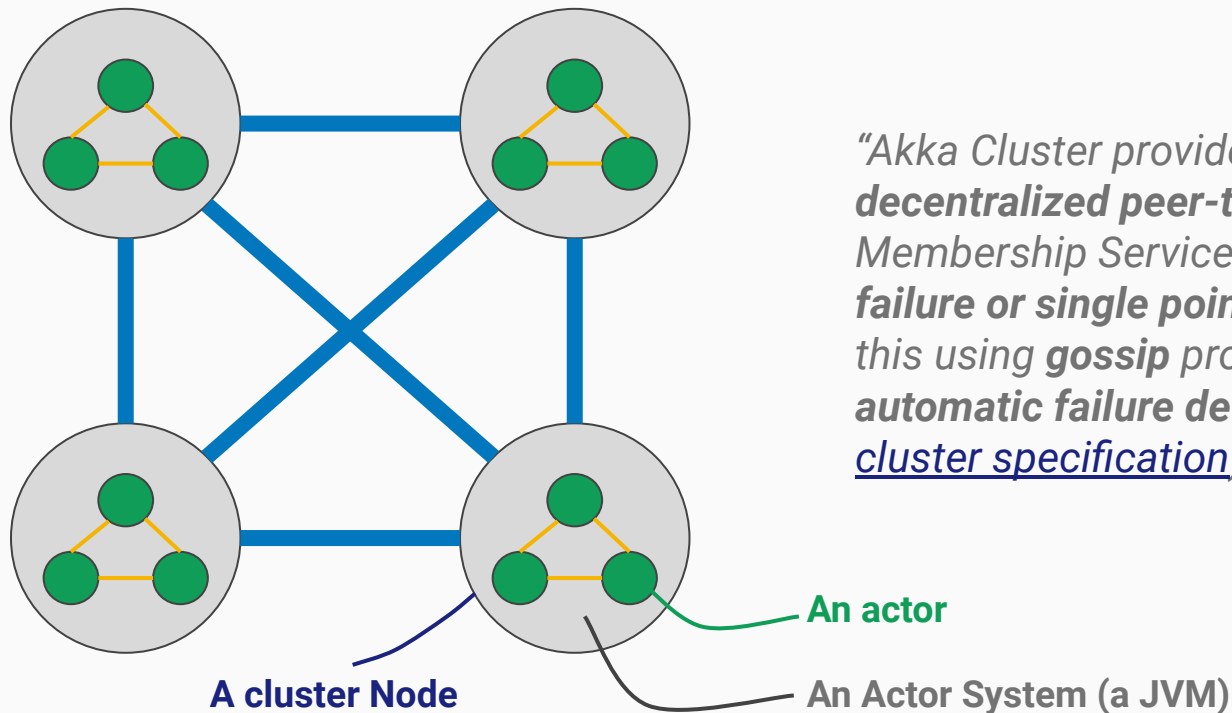 “Akka Cluster provide
decentralized peer-t
Membership Service
failure or single poin
this using gossip pro
automatic failure de
cluster specification
An actor
A cluster Node
An Actor System (a JVM)